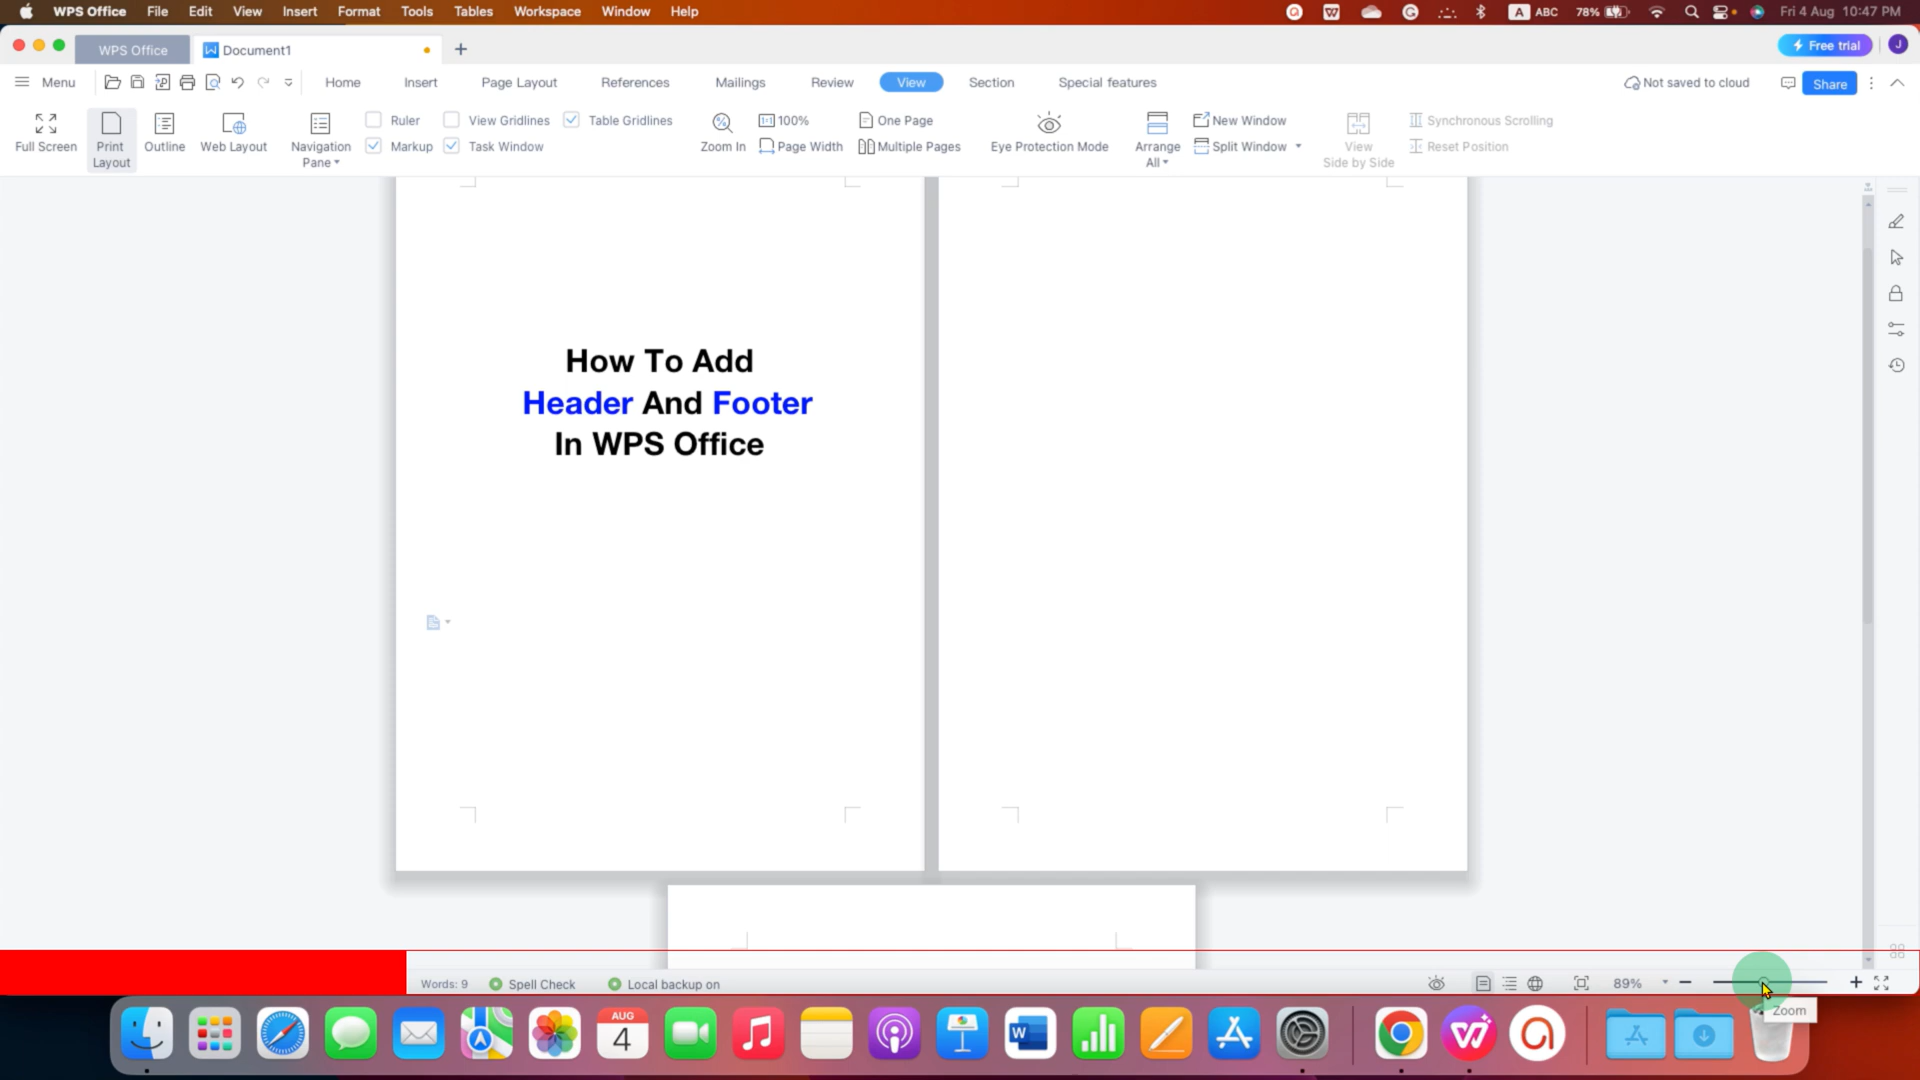 WPS Office File Edit View Insert Format Tools Tables Workspace Window Help A ABC 78% Fri 4 Aug 10:47 PM
WPS Office Document1 + Free trial J
Menu Home Insert Page Layout References Mailings Review View Section Special features Not saved to cloud Share
Full Screen Print Layout Outline Web Layout Navigation Pane Ruler View Gridlines Table Gridlines Zoom In 100% One Page Eye Protection Mode Arrange All New Window View Side by Side Synchronous Scrolling
Markup Task Window Page Width Multiple Pages Split Window Reset Position
How To Add
Header And Footer
In WPS Office
Words: 9 Spell Check Local backup on 89%
Zoom
AUG
4